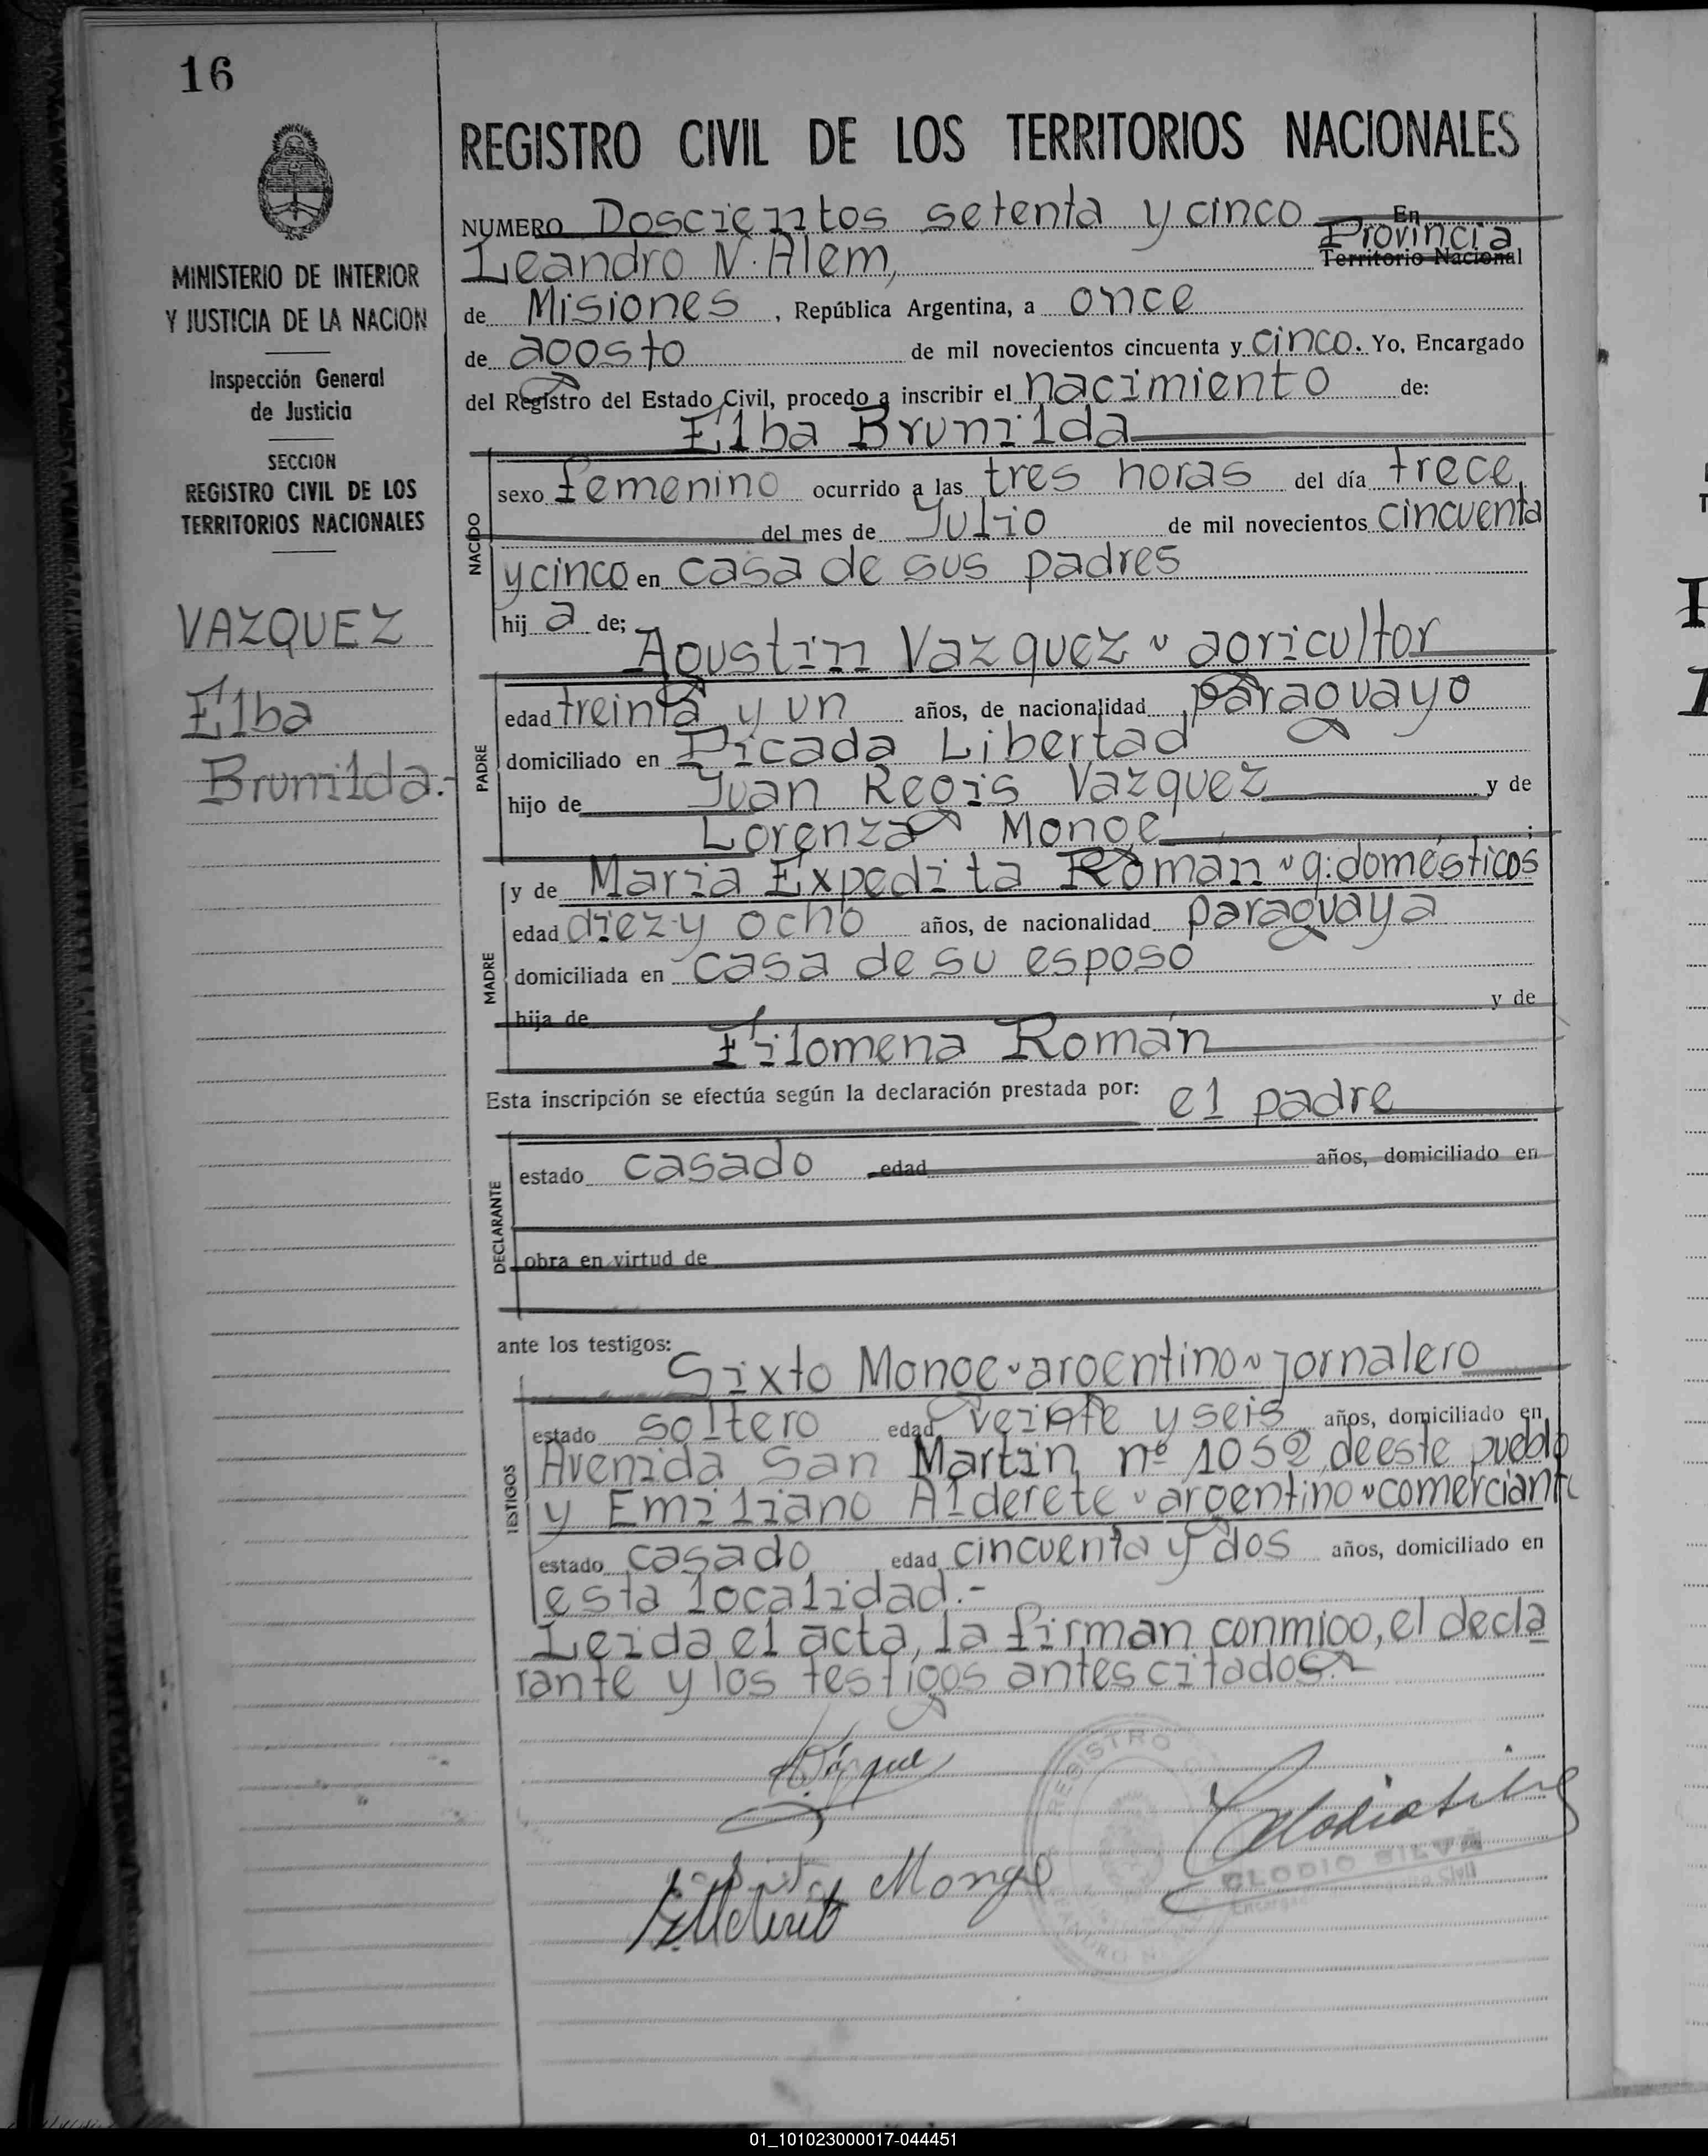 16
MINISTERIO DE INTERIOR
Y JUSTICIA DE LA NACION
Inspección General
de Justicia
SECCION
REGISTRO CIVIL DE LOS
TERRITORIOS NACIONALES
VAZQUEZ
Elba
Brunilda.-
REGISTRO CIVIL DE LOS TERRITORIOS NACIONALES
NUMERO Doscientos setenta y cinco En
Leandro N. Alem, Provincia
Territorio Nacional
de Misiones, República Argentina, a once
de agosto de mil novecientos cincuenta y cinco. Yo, Encargado
del Registro del Estado Civil, procedo a inscribir el nacimiento de:
Elba Brunilda
NACIDO
sexo femenino ocurrido a las tres horas del día trece
del mes de Julio de mil novecientos cincuenta
y cinco en casa de sus padres
hij a de;
Agustin Vazquez ~ agricultor
PADRE
edad treinta y un años, de nacionalidad paraguayo
domiciliado en Picada Libertad
hijo de Juan Regis Vazquez y de
Lorenza Monge ;
MADRE
y de Maria Expedita Román ~ q: domésticos
edad diez y ocho años, de nacionalidad paraguaya
domiciliada en casa de su esposo
hija de y de
Filomena Román
Esta inscripción se efectúa según la declaración prestada por: el padre
DECLARANTE
estado casado edad años, domiciliado en
obra en virtud de
ante los testigos:
Sixto Monge ~ argentino ~ jornalero
TESTIGOS
estado soltero edad veinte y seis años, domiciliado en
Avenida San Martin nº 1052, de este pueblo
y Emiliano Alderete ~ argentino ~ comerciante
estado casado edad cincuenta y dos años, domiciliado en
esta localidad.-
Leida el acta, la firman conmigo, el decla
rante y los testigos antes citados.~
REGISTRO
Monge
CLODIO SILVA
01_101023000017-044451